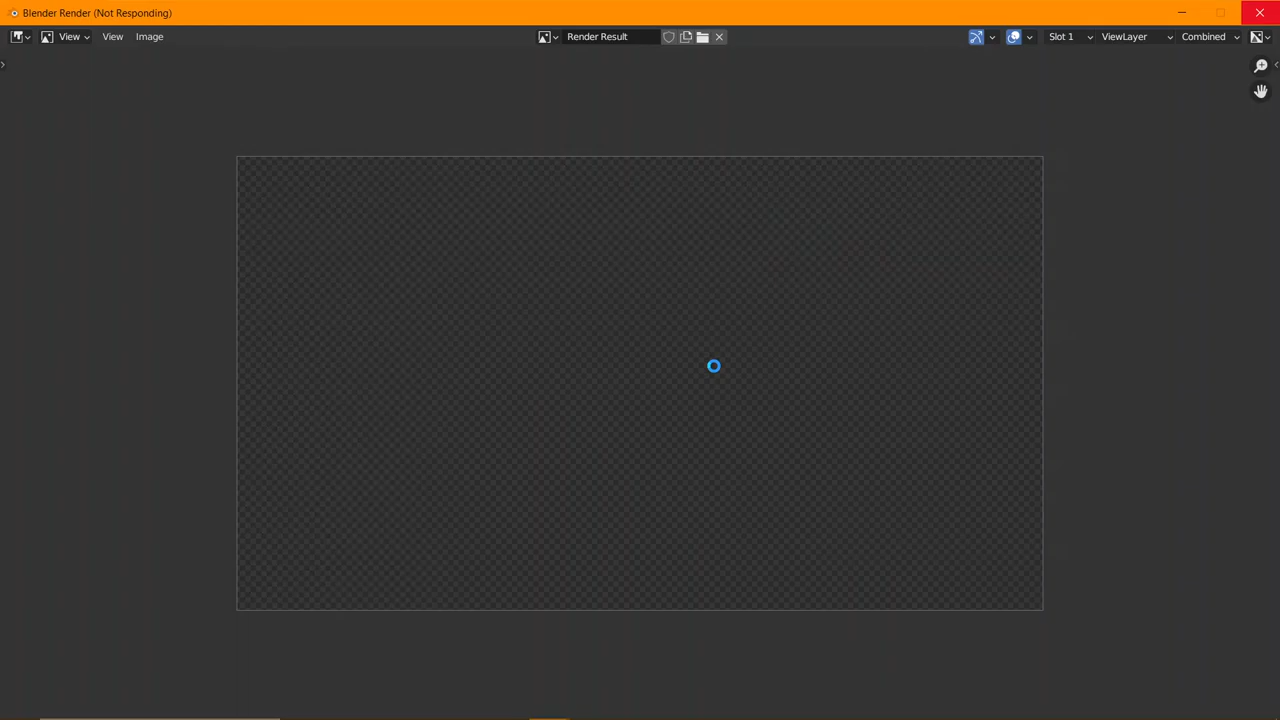 Blender Render (Not Responding)
View View Image Render Result Slot 1 ViewLayer Combined